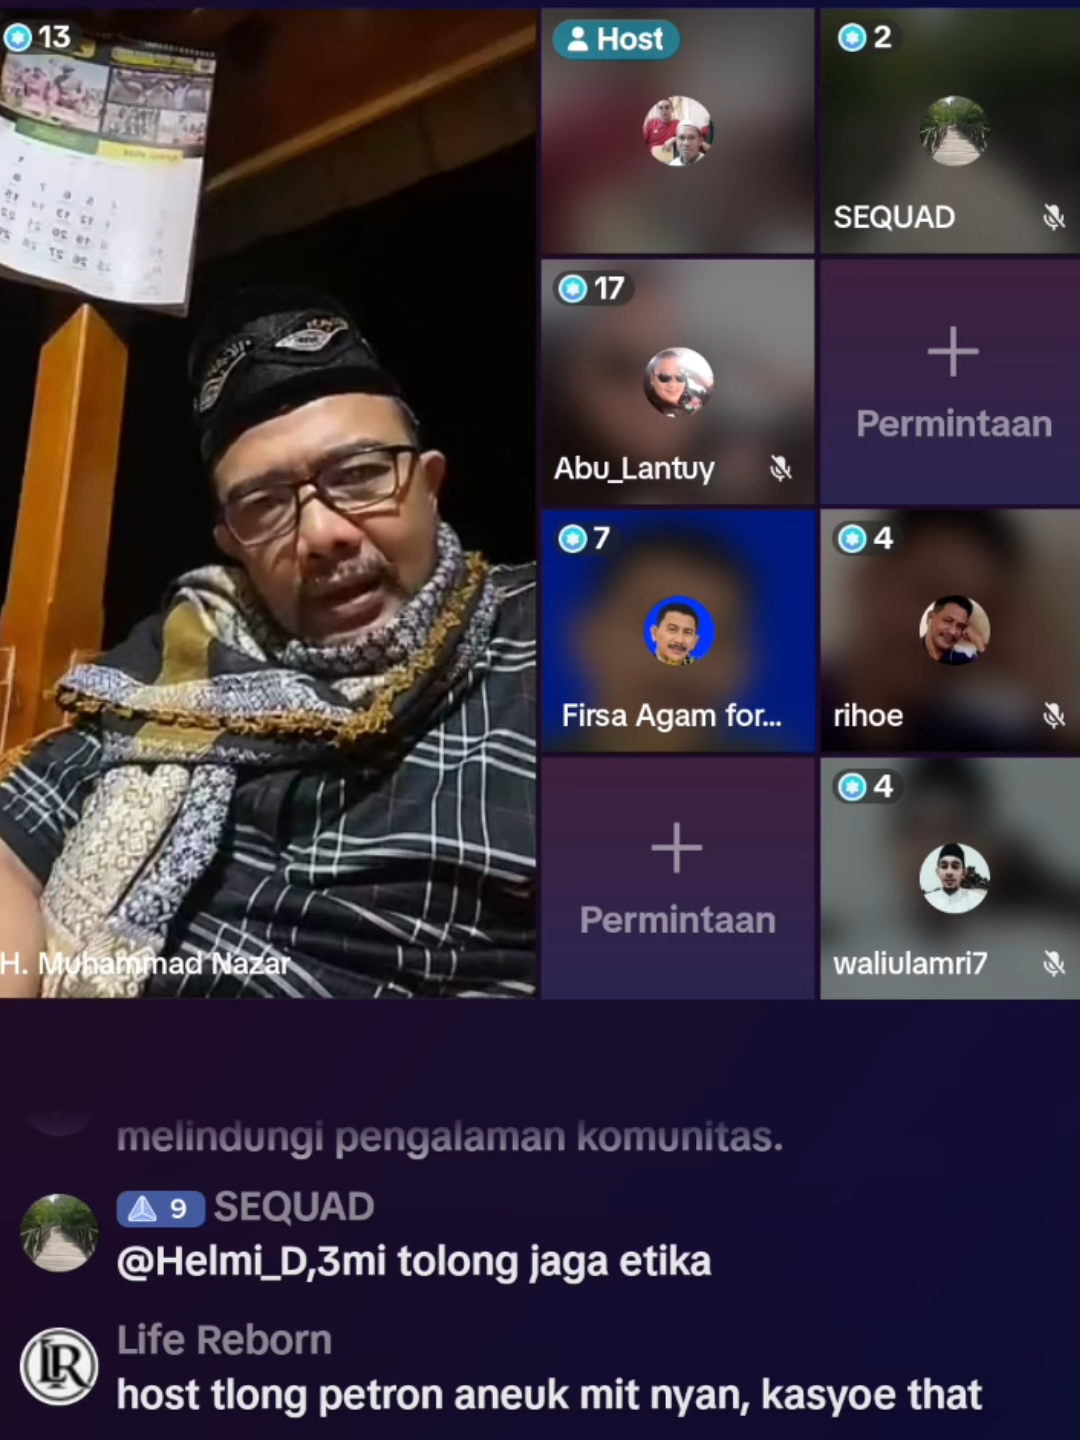 13
Host
2
SEQUAD
17
Abu_Lantuy
Permintaan
7
Firsa Agam for...
4
rihoe
H. Muhammad Nazar
Permintaan
4
waliulamri7
melindungi pengalaman komunitas.
9 SEQUAD
@Helmi_D,3mi tolong jaga etika
Life Reborn
host tlong petron aneuk mit nyan, kasyoe that
LR